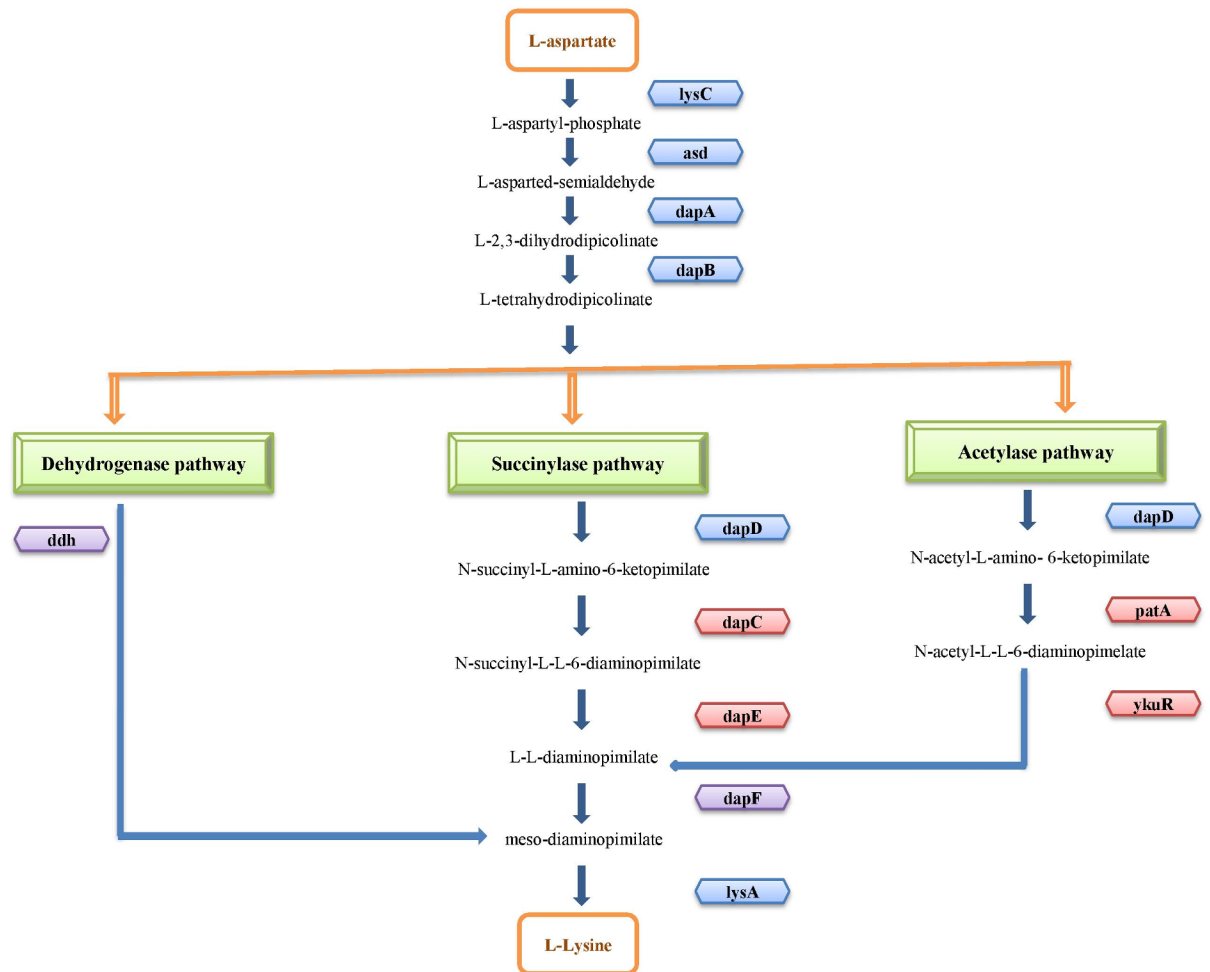 L-aspartate
lysC
L-aspartyl-phosphate
asd
L-asparted-semialdehyde
dapA
L-2,3-dihydrodipicolinate
dapB
L-tetrahydrodipicolinate
Dehydrogenase pathway
Succinylase pathway
Acetylase pathway
ddh
dapD
dapD
N-succinyl-L-amino-6-ketopimilate
N-acetyl-L-amino- 6-ketopimilate
dapC
patA
N-succinyl-L-L-6-diaminopimilate
N-acetyl-L-L-6-diaminopimelate
dapE
ykuR
L-L-diaminopimilate
dapF
meso-diaminopimilate
lysA
L-Lysine